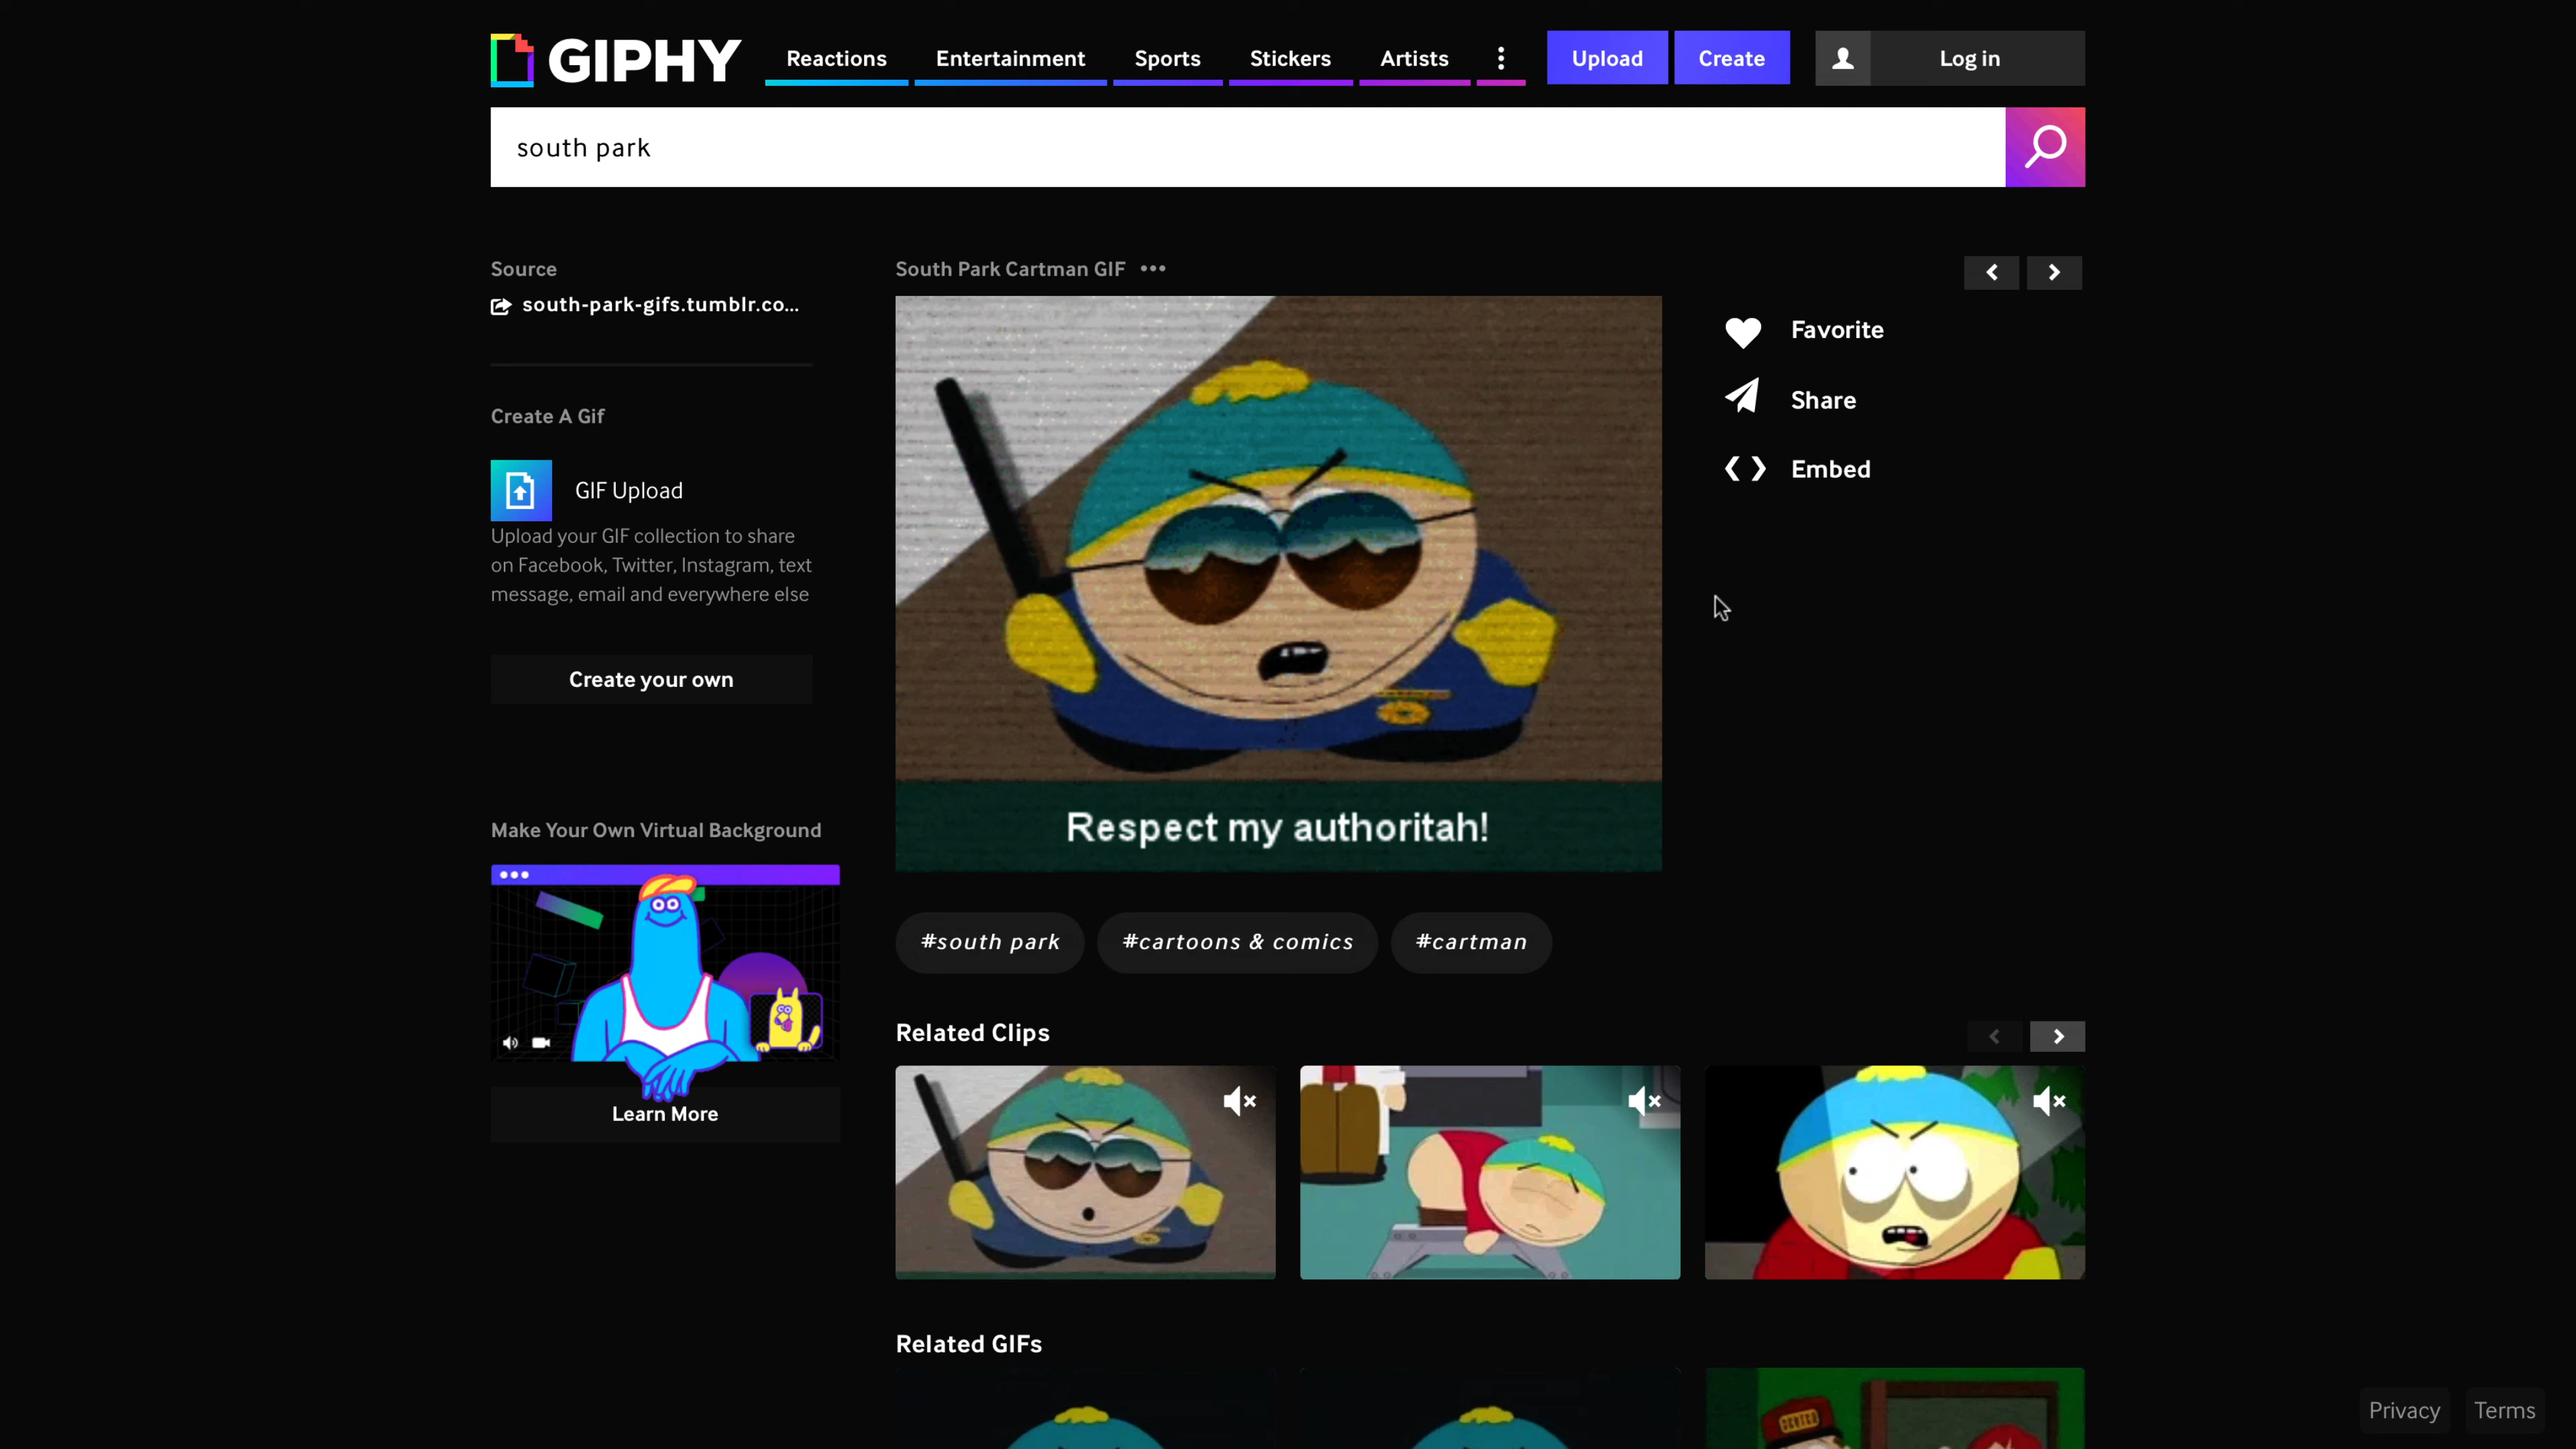 GIPHY
Reactions
Entertainment
Sports
Stickers
Artists
Upload
Create
Log in
south park
Source
south-park-gifs.tumblr.co...
Create A Gif
GIF Upload
Upload your GIF collection to share
on Facebook, Twitter, Instagram, text
message, email and everywhere else
Create your own
Make Your Own Virtual Background
Learn More
South Park Cartman GIF
Respect my authoritah!
Favorite
Share
Embed
#south park
#cartoons & comics
#cartman
Related Clips
Related GIFs
Privacy
Terms